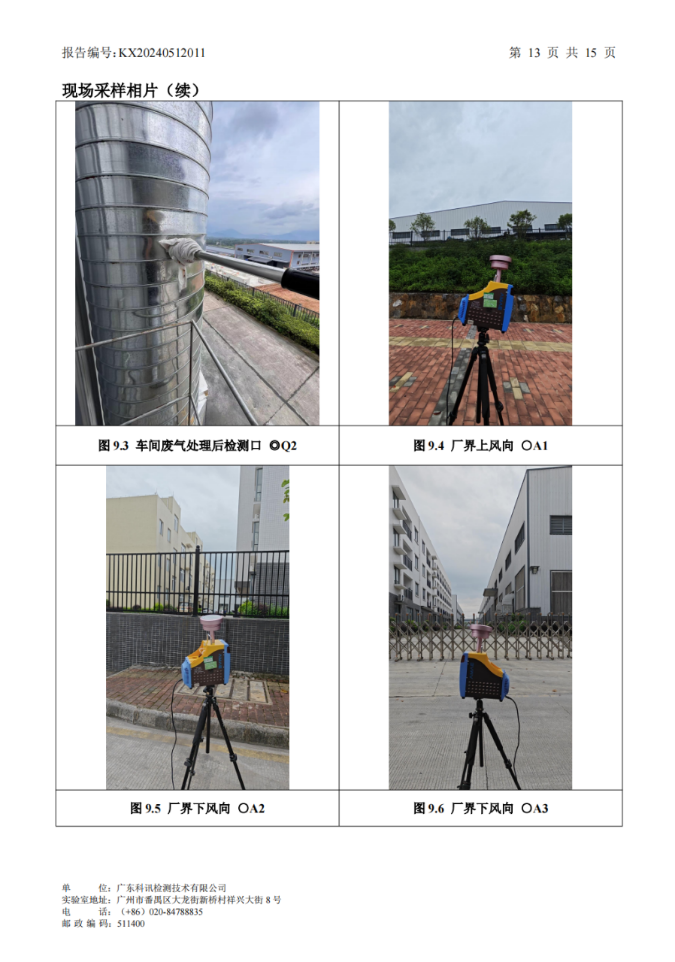 报告编号:KX20240512011 第 13 页 共 15 页
现场采样相片（续）
图 9.3 车间废气处理后检测口 ◎Q2
图 9.4 厂界上风向 〇A1
图 9.5 厂界下风向 〇A2
图 9.6 厂界下风向 〇A3
单 位：广东科讯检测技术有限公司
实验室地址：广州市番禺区大龙街新桥村祥兴大街 8 号
电 话：（+86）020-84788835
邮 政 编 码：511400